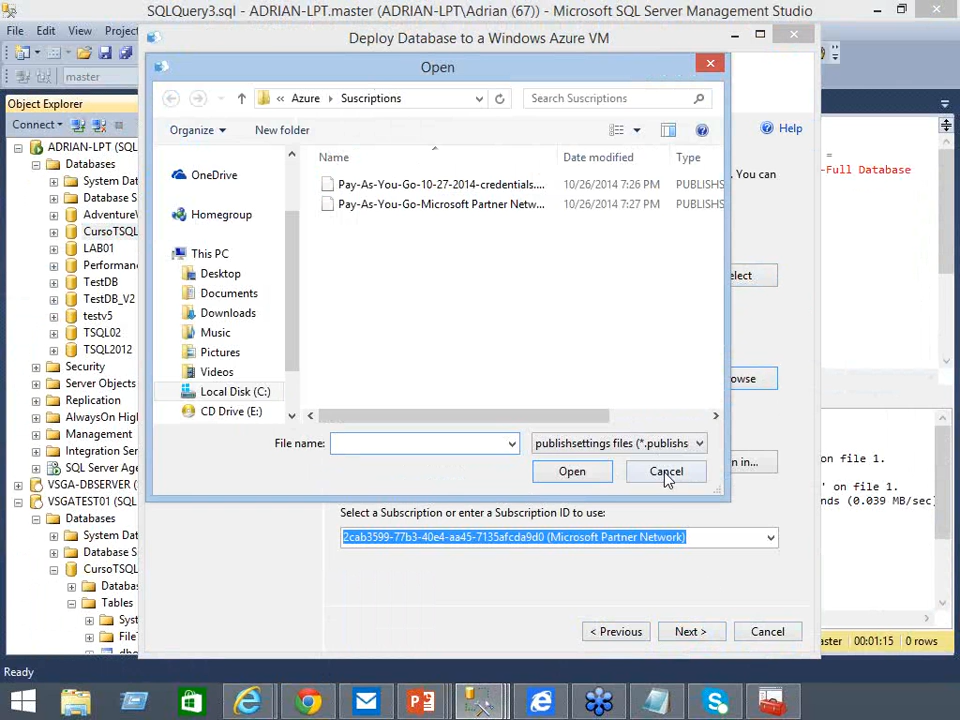 SQLQuery3.sql - ADRIAN-LPT.master (ADRIAN-LPT\Adrian (67)) - Microsoft SQL Server Management Studio
File Edit View Project
master
Object Explorer
Connect
ADRIAN-LPT (SQL
Databases
System Dat
Database S
AdventureW
CursoTSQL
LAB01
Performanc
TestDB
TestDB_V2
testv5
TSQL02
TSQL2012
Security
Server Objects
Replication
AlwaysOn High
Management
Integration Serv
SQL Server Agen
VSGA-DBSERVER
VSGATEST01 (SQL
Databases
System Dat
Database S
CursoTSQL
Databas
Tables
Syst
FileT
dbo
Ready
Deploy Database to a Windows Azure VM
Help
. You can
elect
owse
n in...
Open
« Azure Suscriptions
Search Suscriptions
Organize New folder
OneDrive
Homegroup
This PC
Desktop
Documents
Downloads
Music
Pictures
Videos
Local Disk (C:)
CD Drive (E:)
Name Date modified Type
Pay-As-You-Go-10-27-2014-credentials.... 10/26/2014 7:26 PM PUBLISHS
Pay-As-You-Go-Microsoft Partner Netw... 10/26/2014 7:27 PM PUBLISHS
File name: publishsettings files (*.publishs
Open Cancel
Select a Subscription or enter a Subscription ID to use:
2cab3599-77b3-40e4-aa45-7135afcda9d0 (Microsoft Partner Network)
< Previous Next > Cancel
=
-Full Database
on file 1.
' on file 1.
onds (0.039 MB/sec)
aster 00:01:15 0 rows